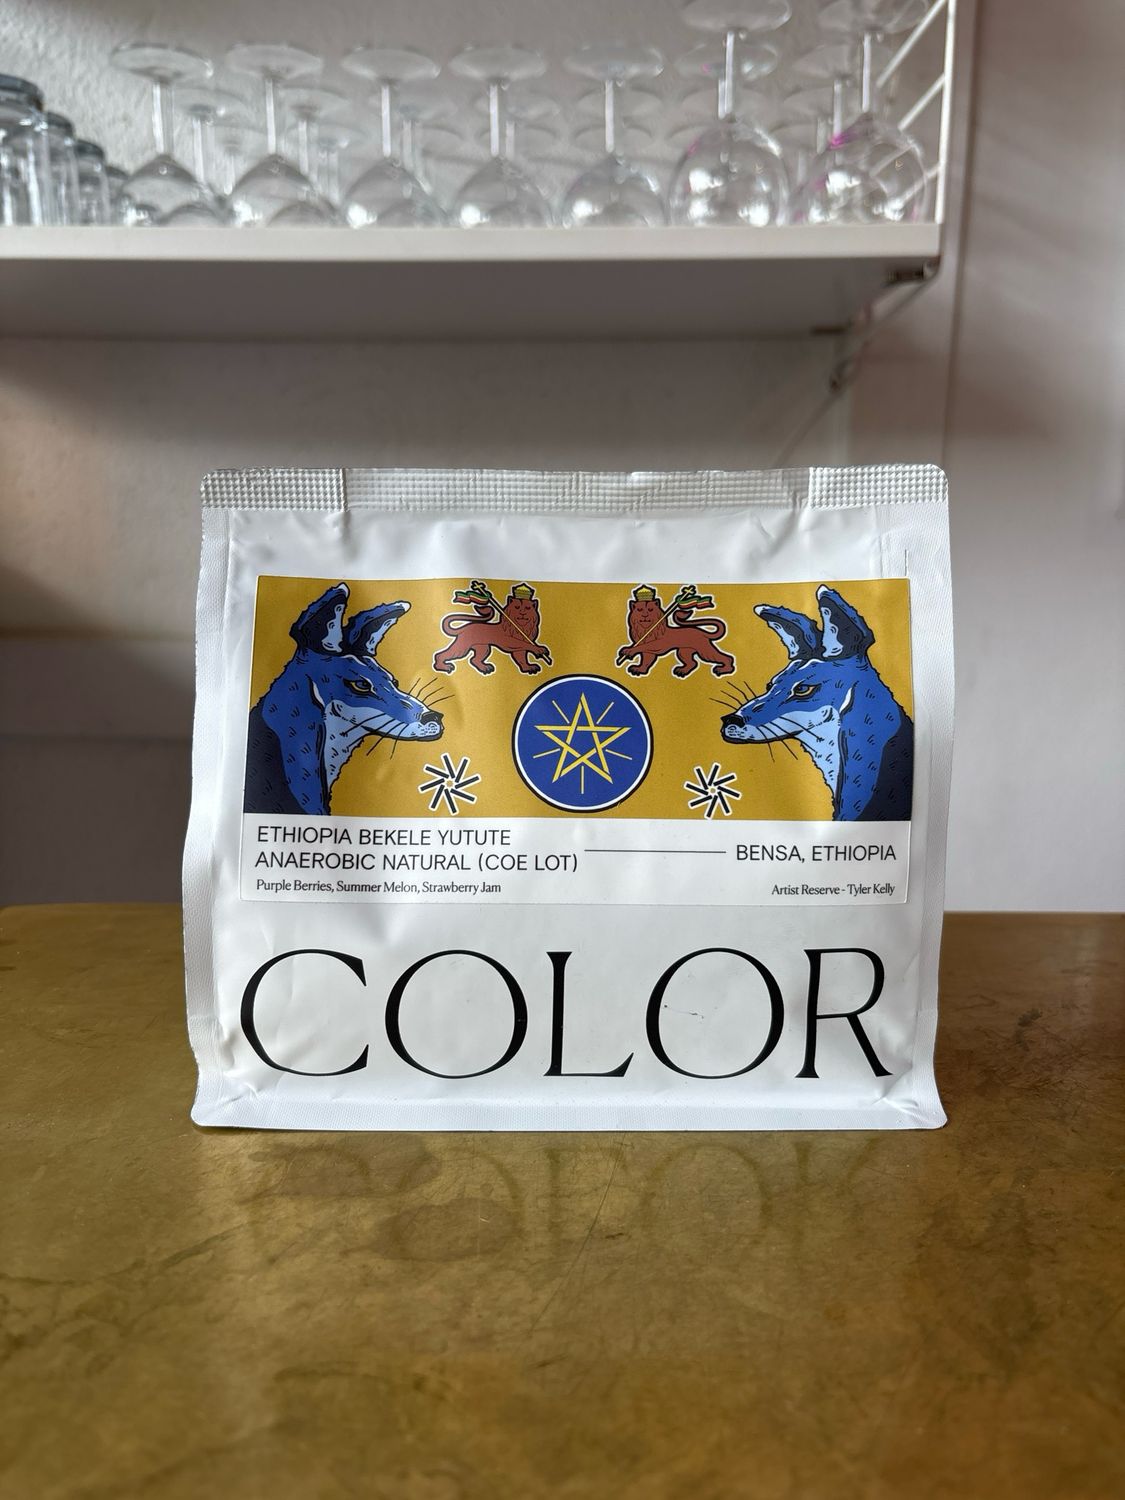 ETHIOPIA BEKELE YUTUTE
ANAEROBIC NATURAL (COE LOT)
BENSA, ETHIOPIA
Purple Berries, Summer Melon, Strawberry Jam
Artist Reserve - Tyler Kelly
COLOR